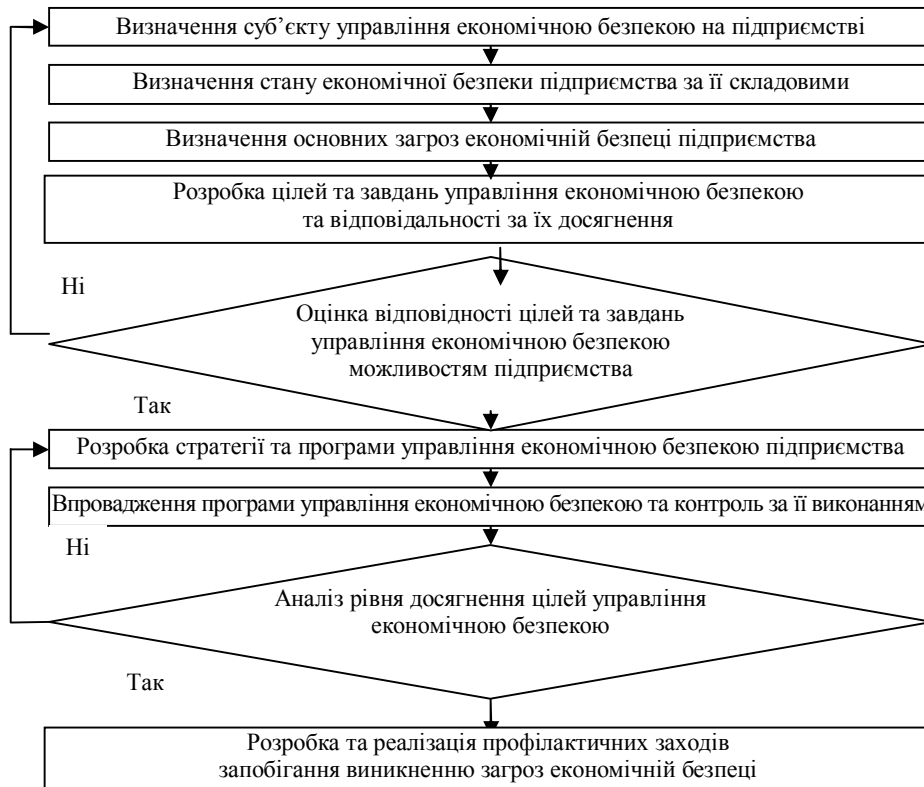 Визначення суб’єкту управління економічною безпекою на підприємстві
Визначення стану економічної безпеки підприємства за її складовими
Визначення основних загроз економічній безпеці підприємства
Розробка цілей та завдань управління економічною безпекою
та відповідальності за їх досягнення
Ні
Оцінка відповідності цілей та завдань
управління економічною безпекою
можливостям підприємства
Так
Розробка стратегії та програми управління економічною безпекою підприємства
Впровадження програми управління економічною безпекою та контроль за її виконанням
Ні
Аналіз рівня досягнення цілей управління
економічною безпекою
Так
Розробка та реалізація профілактичних заходів
запобігання виникненню загроз економічній безпеці